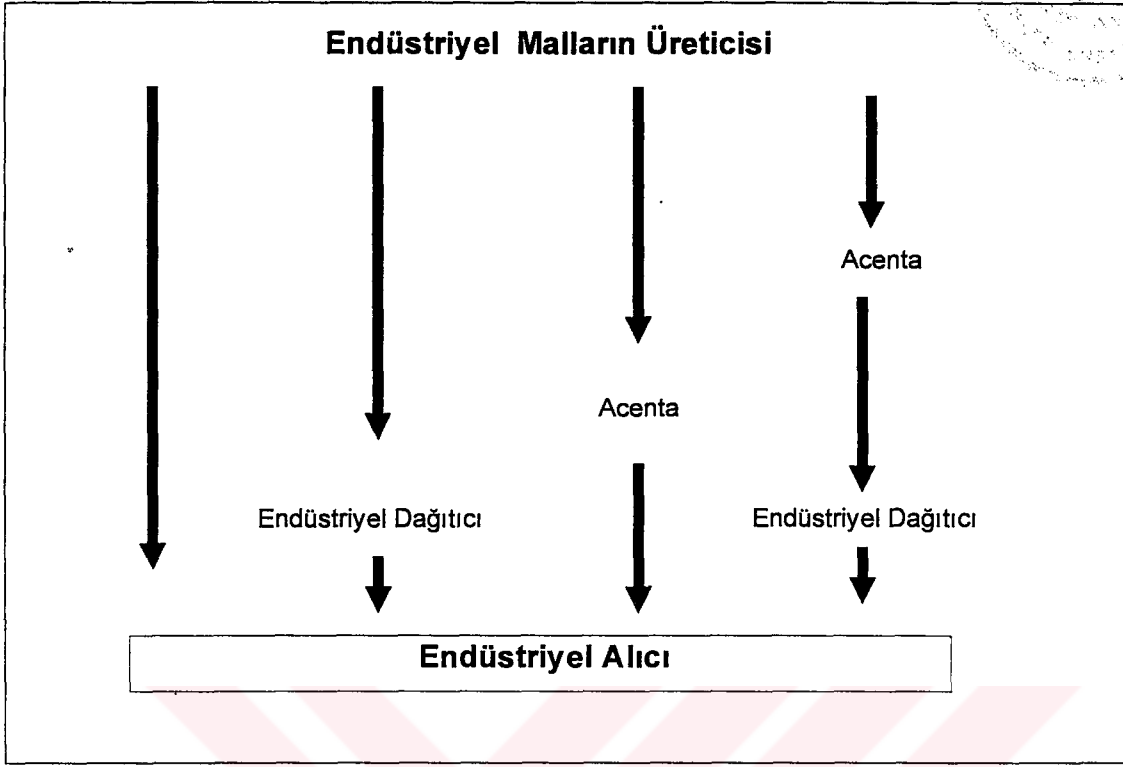 Endüstriyel Malların Üreticisi
Acenta
Acenta
Endüstriyel Dağıtıcı
Endüstriyel Dağıtıcı
Endüstriyel Alıcı